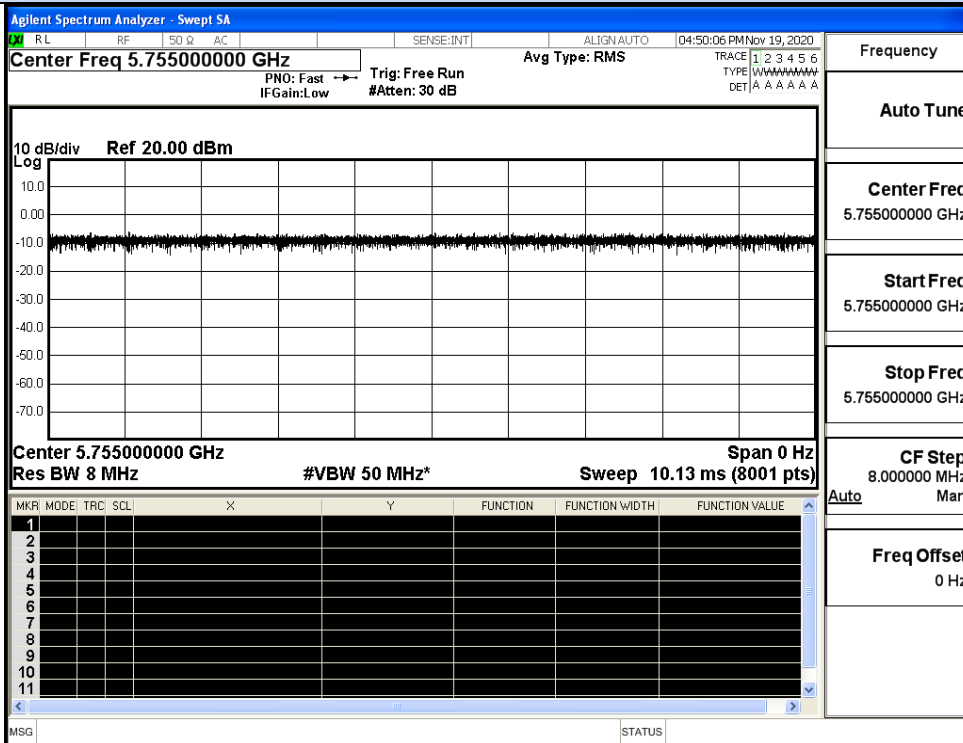 Agilent Spectrum Analyzer - Swept SA
LXI RL RF 50 Ω AC SENSE:INT ALIGN AUTO 04:50:06 PM Nov 19, 2020
Center Freq 5.755000000 GHz Avg Type: RMS TRACE 1 2 3 4 5 6
PNO: Fast Trig: Free Run TYPE WWWWWW
IFGain:Low #Atten: 30 dB DET A A A A A A
10 dB/div Ref 20.00 dBm
Log
10.0
0.00
-10.0
-20.0
-30.0
-40.0
-50.0
-60.0
-70.0
Center 5.755000000 GHz Span 0 Hz
Res BW 8 MHz #VBW 50 MHz* Sweep 10.13 ms (8001 pts)
MKR MODE TRC SCL X Y FUNCTION FUNCTION WIDTH FUNCTION VALUE
1
2
3
4
5
6
7
8
9
10
11
MSG STATUS
Frequency
Auto Tune
Center Freq
5.755000000 GHz
Start Freq
5.755000000 GHz
Stop Freq
5.755000000 GHz
CF Step
8.000000 MHz
Auto Man
Freq Offset
0 Hz